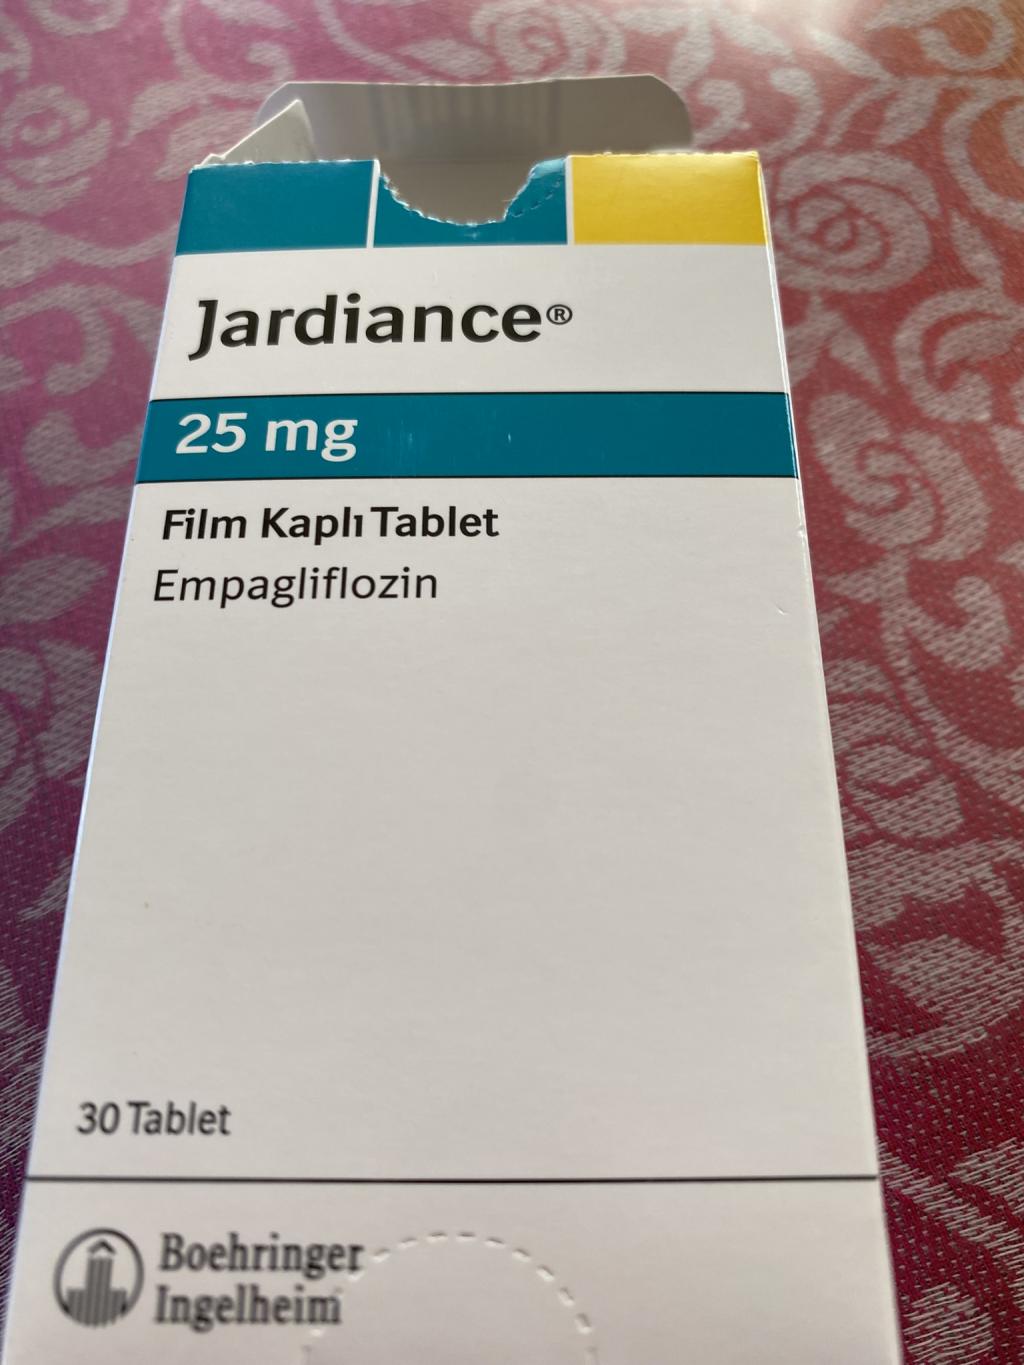 Jardiance®
25 mg
Film Kaplı Tablet
Empagliflozin
30 Tablet
Boehringer
Ingelheim